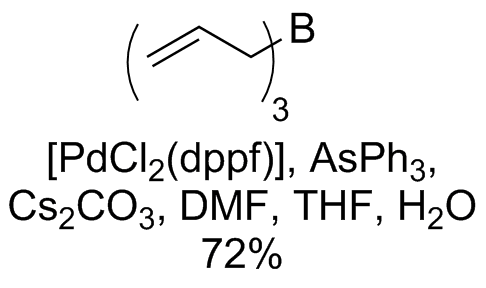 B
3
[PdCl₂(dppf)], AsPh₃,
Cs₂CO₃, DMF, THF, H₂O
72%